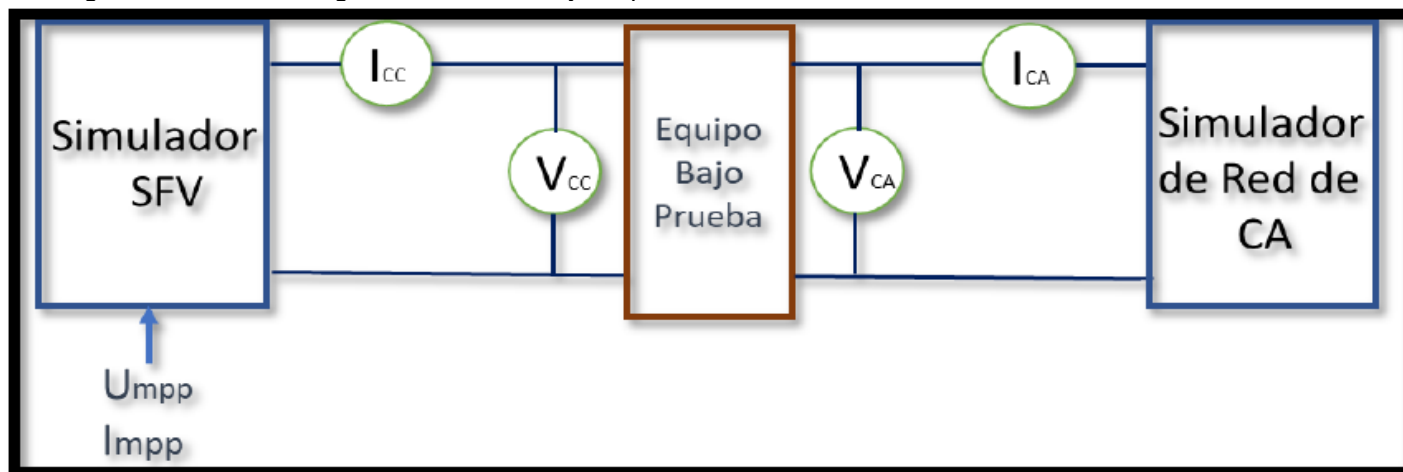 Simulador
SFV
Icc
Vcc
Equipo
Bajo
Prueba
VCA
ICA
Simulador
de Red de
CA
Umpp
Impp